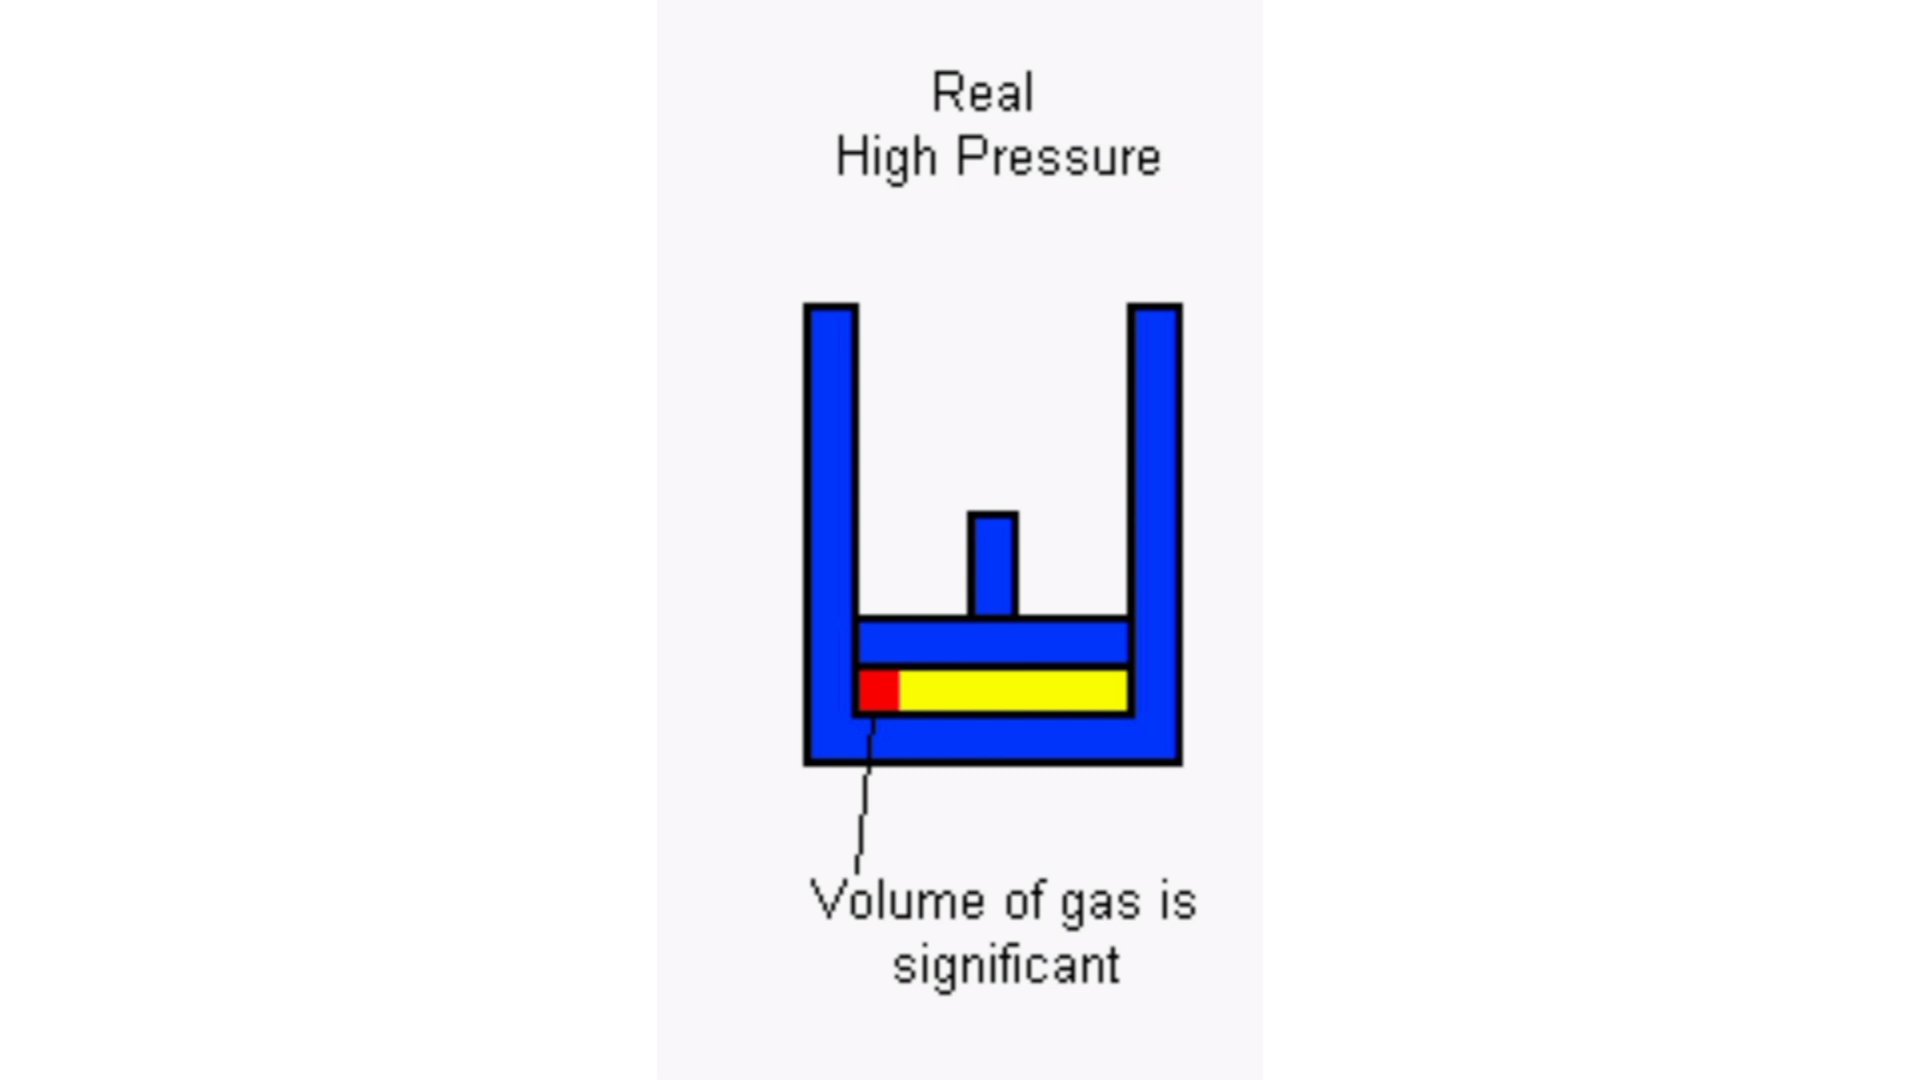 Real
High Pressure
Volume of gas is
significant